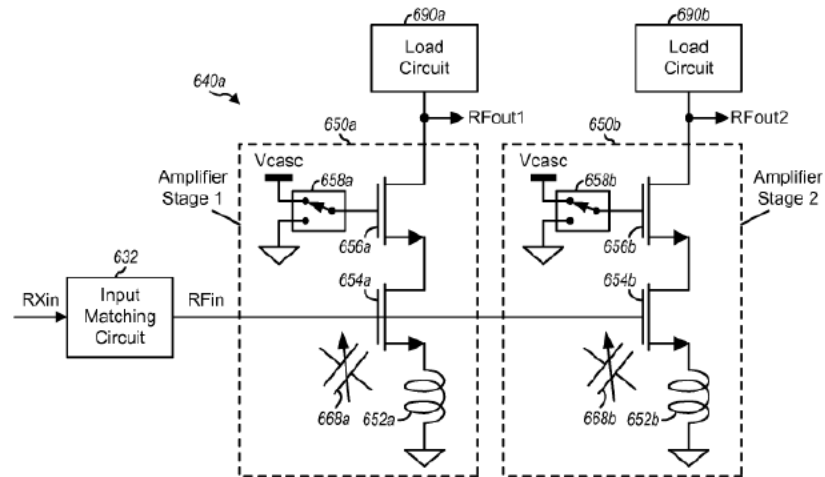 690a
Load
Circuit
690b
Load
Circuit
640a
RFout1
RFout2
650a
650b
Amplifier
Stage 1
Vcasc
658a
656a
Vcasc
658b
656b
Amplifier
Stage 2
632
Input
Matching
Circuit
RXin
RFin
654a
654b
668a
652a
668b
652b